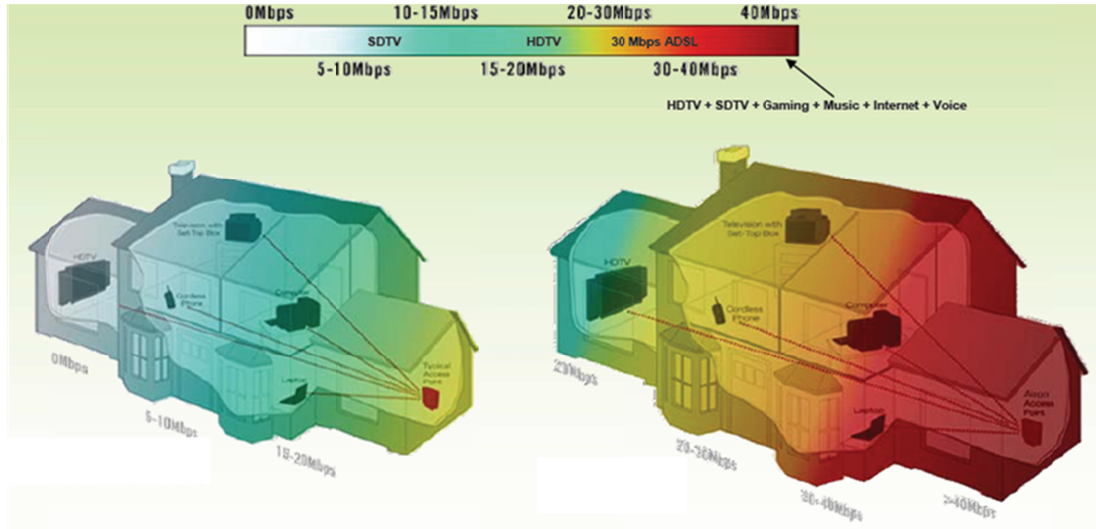 0Mbps 10-15Mbps 20-30Mbps 40Mbps
SDTV HDTV 30 Mbps ADSL
5-10Mbps 15-20Mbps 30-40Mbps
HDTV + SDTV + Gaming + Music + Internet + Voice
Television with
Set-Top Box
HDTV
Cordless
Phone
Computer
Typical
Access
Point
Laptop
0Mbps
5-10Mbps
15-20Mbps
Television with
Set-Top Box
HDTV
Cordless
Phone
Computer
Airgo
Access
Point
Laptop
20Mbps
20-30Mbps
30-40Mbps
>40Mbps